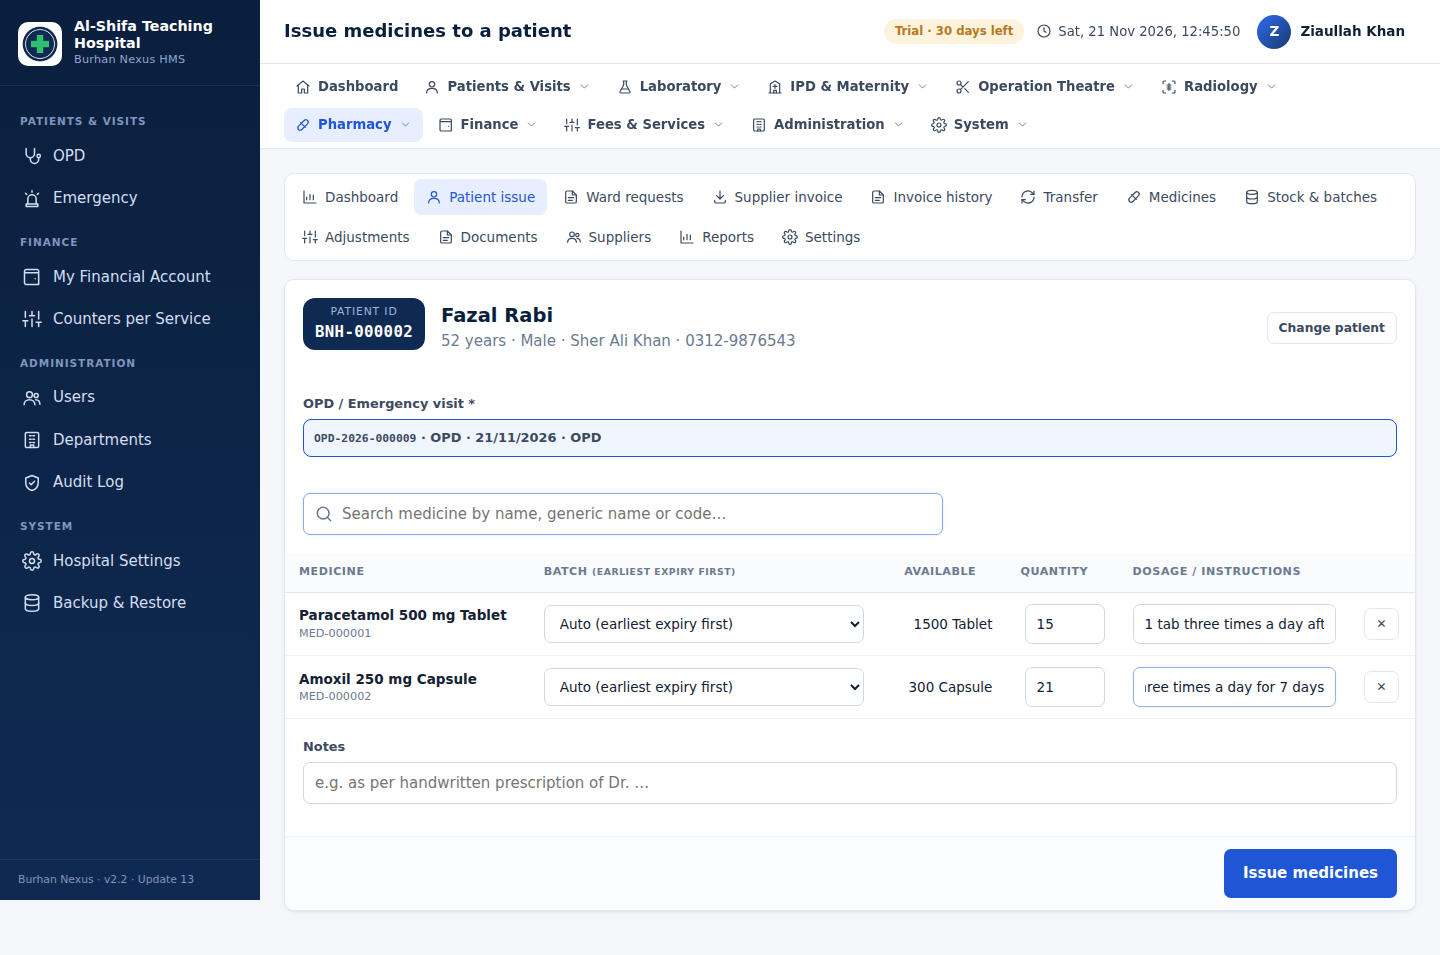 Al-Shifa Teaching
Hospital
Burhan Nexus HMS
Issue medicines to a patient
Trial · 30 days left
Sat, 21 Nov 2026, 12:45:50
Z
Ziaullah Khan
Dashboard
Patients & Visits
Laboratory
IPD & Maternity
Operation Theatre
Radiology
Pharmacy
Finance
Fees & Services
Administration
System
PATIENTS & VISITS
OPD
Emergency
FINANCE
My Financial Account
Counters per Service
ADMINISTRATION
Users
Departments
Audit Log
SYSTEM
Hospital Settings
Backup & Restore
Burhan Nexus · v2.2 · Update 13
Dashboard
Patient issue
Ward requests
Supplier invoice
Invoice history
Transfer
Medicines
Stock & batches
Adjustments
Documents
Suppliers
Reports
Settings
PATIENT ID
BNH-000002
Fazal Rabi
52 years · Male · Sher Ali Khan · 0312-9876543
Change patient
OPD / Emergency visit *
OPD-2026-000009 · OPD · 21/11/2026 · OPD
Search medicine by name, generic name or code…
MEDICINE
BATCH (EARLIEST EXPIRY FIRST)
AVAILABLE
QUANTITY
DOSAGE / INSTRUCTIONS
Paracetamol 500 mg Tablet
MED-000001
Auto (earliest expiry first)
1500 Tablet
15
1 tab three times a day aft
×
Amoxil 250 mg Capsule
MED-000002
Auto (earliest expiry first)
300 Capsule
21
ree times a day for 7 days
×
Notes
e.g. as per handwritten prescription of Dr. …
Issue medicines